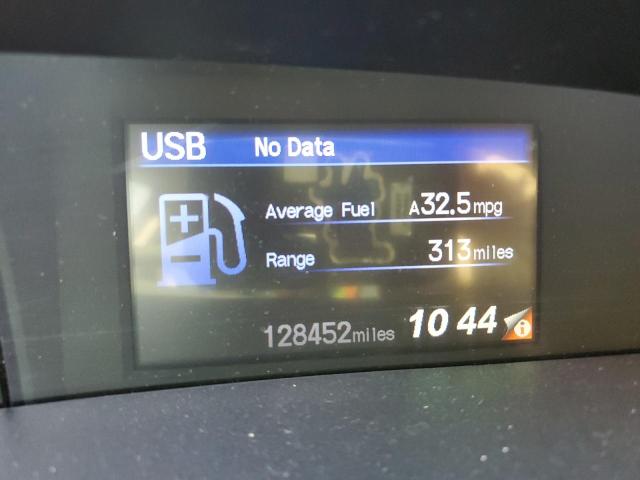 USB No Data
Average Fuel A32.5mpg
Range 313miles
128452miles 10 44 i